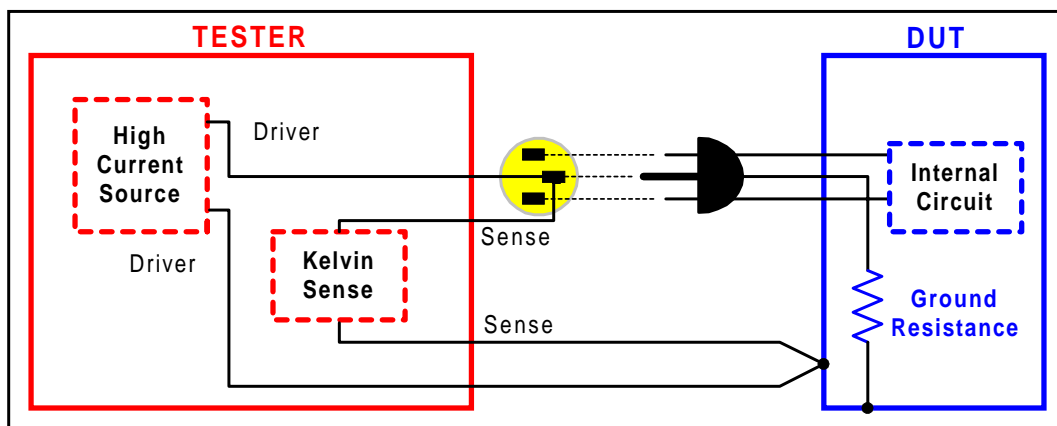 TESTER
DUT
High
Current
Source
Driver
Driver
Kelvin
Sense
Sense
Sense
Internal
Circuit
Ground
Resistance